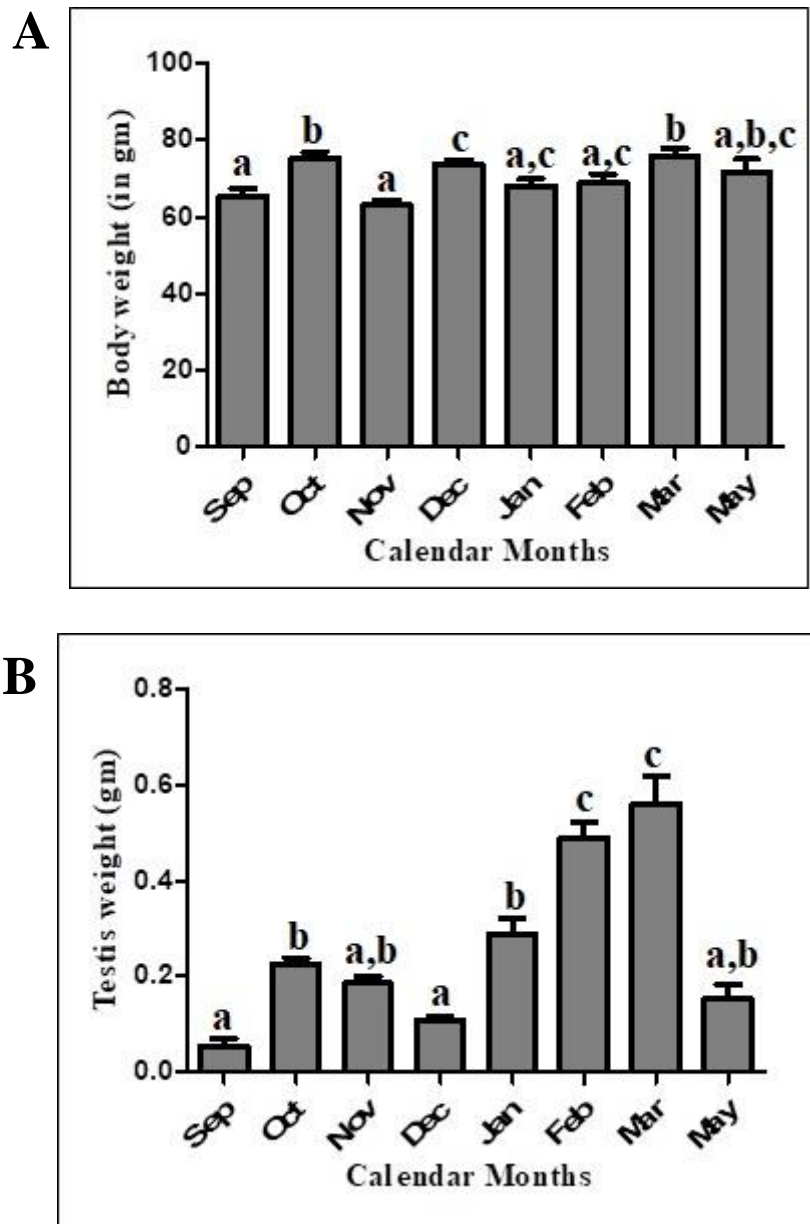 A
100
80
60
40
20
0
Body weight (in gm)
a
b
a
c
a,c
a,c
b
a,b,c
Sep
Oct
Nov
Dec
Jan
Feb
Mar
May
Calendar Months
B
0.8
0.6
0.4
0.2
0.0
Testis weight (gm)
a
b
a,b
a
b
c
c
a,b
Sep
Oct
Nov
Dec
Jan
Feb
Mar
May
Calendar Months